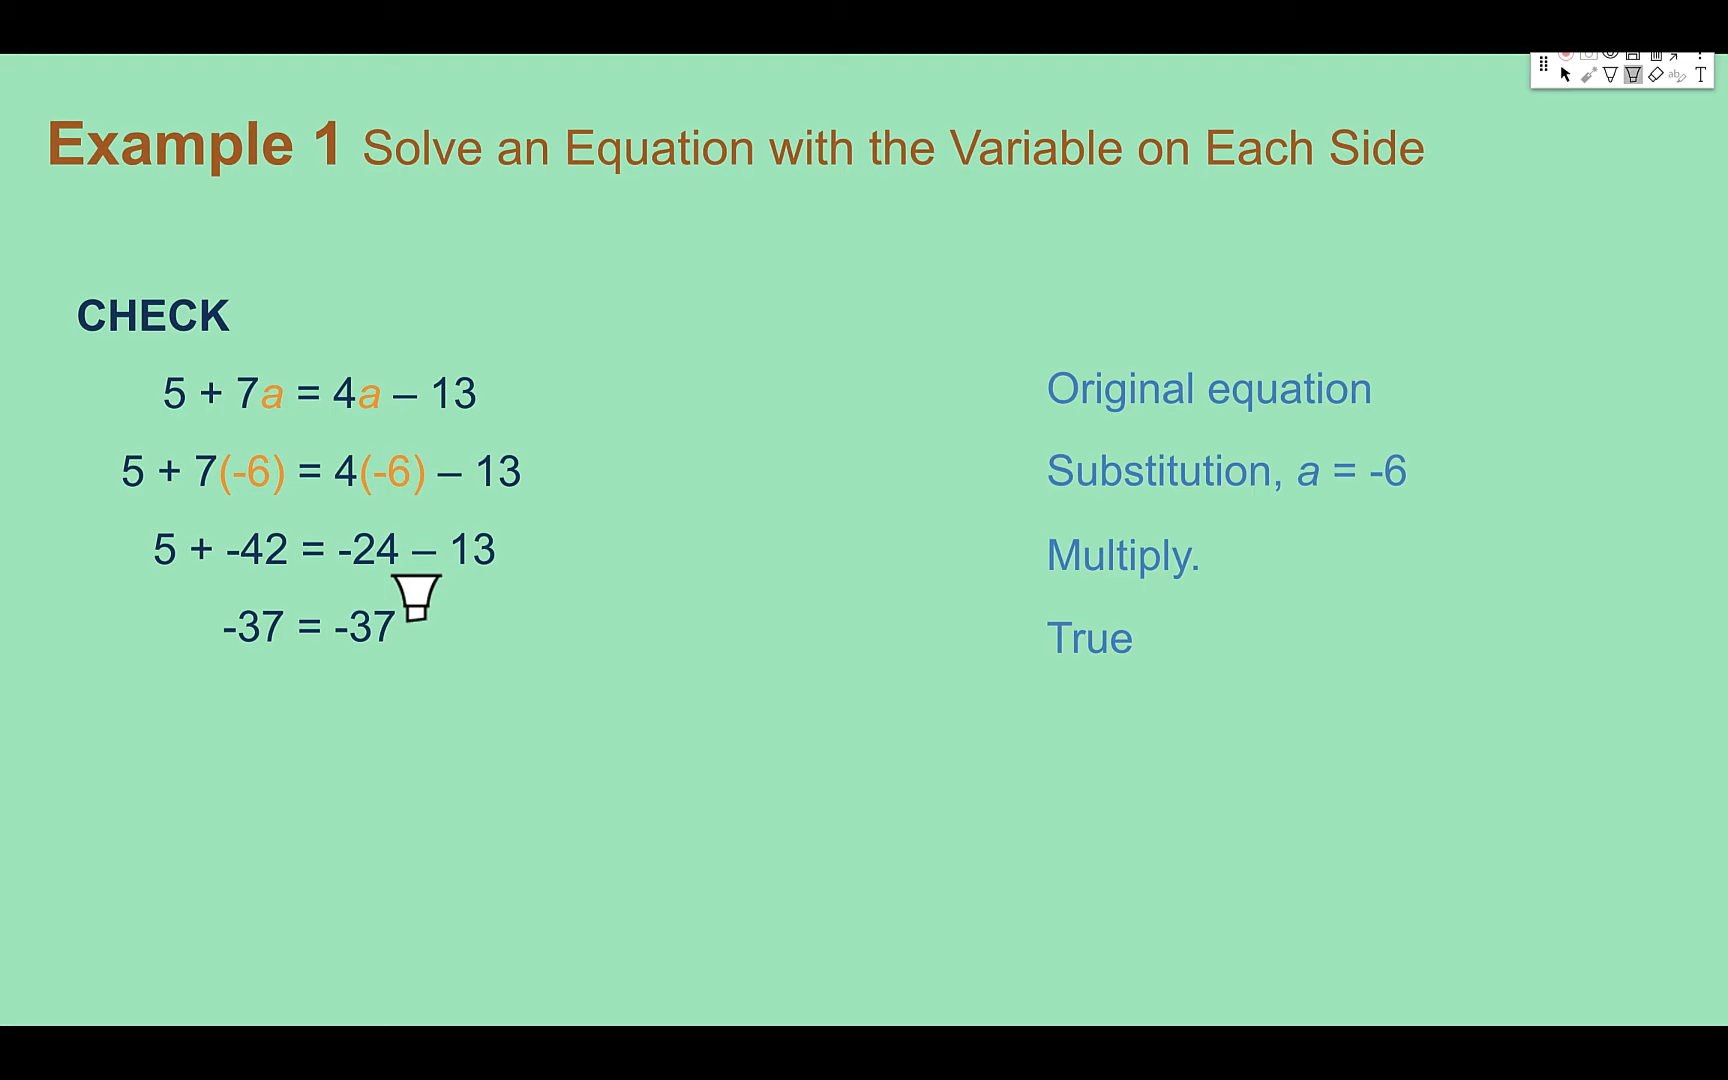 Example 1 Solve an Equation with the Variable on Each Side
CHECK
5 + 7a = 4a – 13 Original equation
5 + 7(-6) = 4(-6) – 13 Substitution, a = -6
5 + -42 = -24 – 13 Multiply.
-37 = -37 True